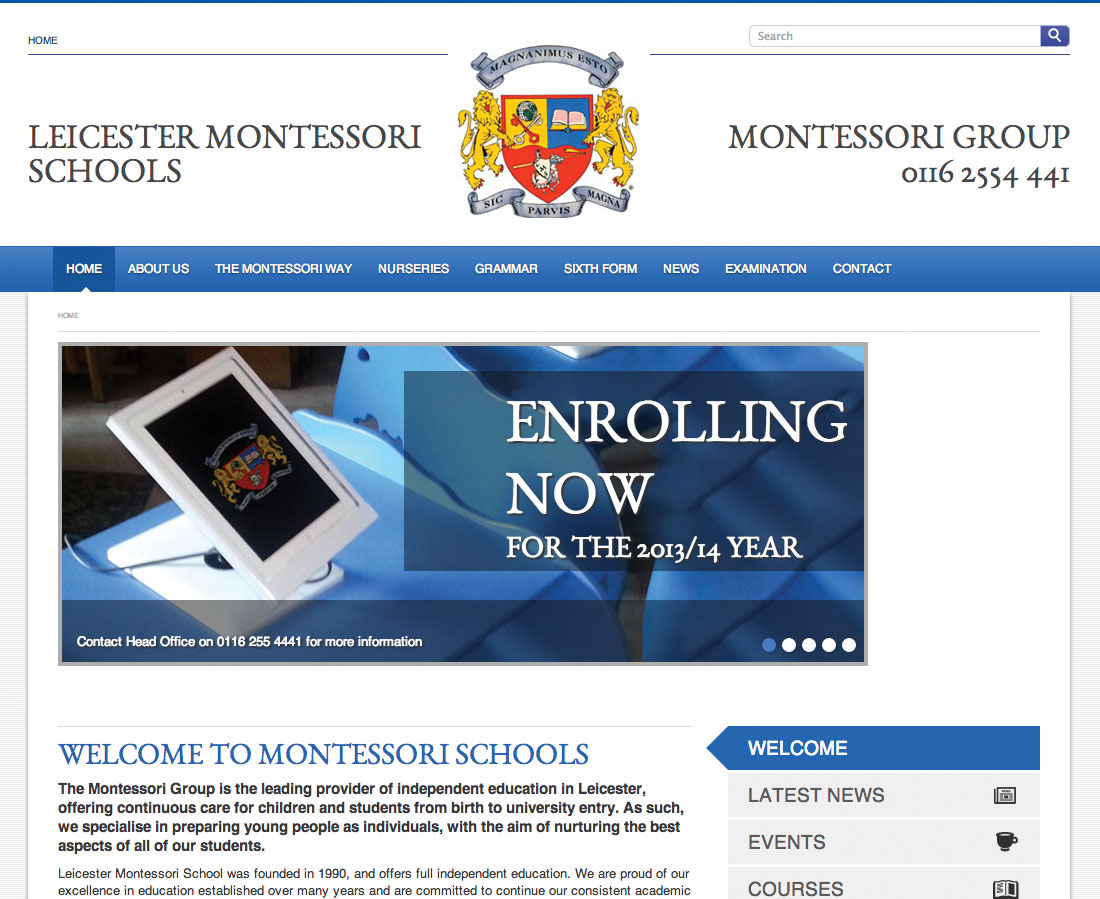 HOME
Search
MAGNANIMUS ESTO
LEICESTER MONTESSORI
SCHOOLS
SIC PARVIS MAGNA
MONTESSORI GROUP
0116 2554 441
HOME ABOUT US THE MONTESSORI WAY NURSERIES GRAMMAR SIXTH FORM NEWS EXAMINATION CONTACT
HOME
ENROLLING
NOW
FOR THE 2013/14 YEAR
Contact Head Office on 0116 255 4441 for more information
WELCOME TO MONTESSORI SCHOOLS
The Montessori Group is the leading provider of independent education in Leicester,
offering continuous care for children and students from birth to university entry. As such,
we specialise in preparing young people as individuals, with the aim of nurturing the best
aspects of all of our students.
Leicester Montessori School was founded in 1990, and offers full independent education. We are proud of our
excellence in education established over many years and are committed to continue our consistent academic
WELCOME
LATEST NEWS
EVENTS
COURSES